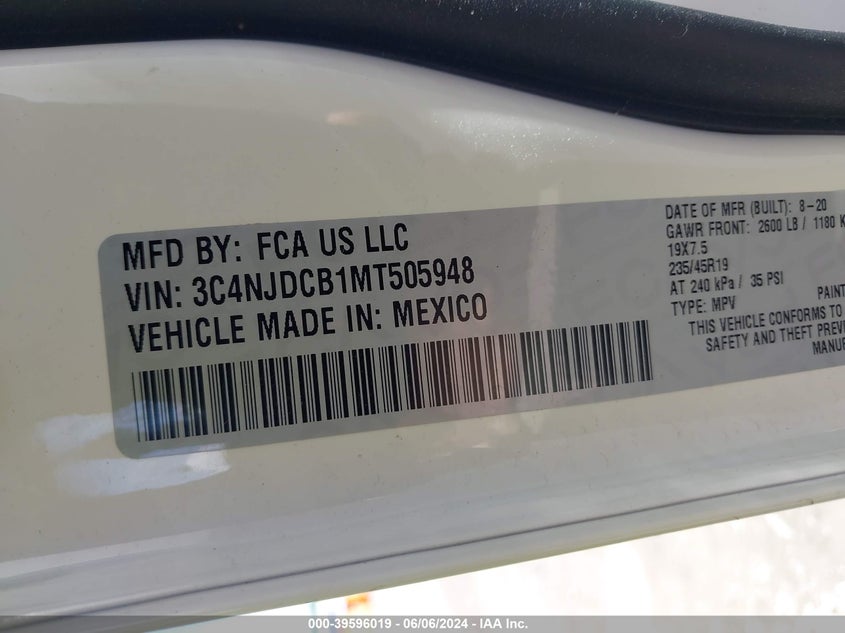 MFD BY: FCA US LLC
VIN: 3C4NJDCB1MT505948
VEHICLE MADE IN: MEXICO
DATE OF MFR (BUILT): 8-20
GAWR FRONT: 2600 LB / 1180 K
19X7.5
235/45R19
AT 240 kPa / 35 PSI
TYPE: MPV
PAINT
THIS VEHICLE CONFORMS TO
SAFETY AND THEFT PREV
MANU
000-39596019 - 06/06/2024 - IAA Inc.